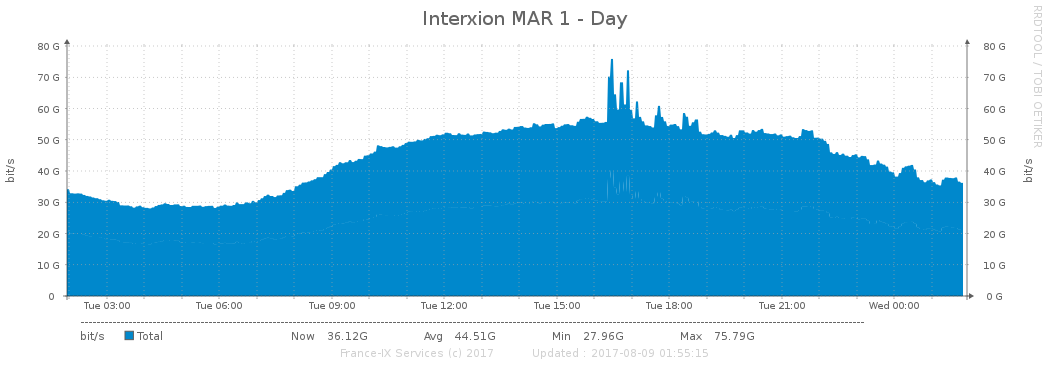 Interxion MAR 1 - Day
RRDTOOL / TOBI OETIKER
bit/s
80 G
70 G
60 G
50 G
40 G
30 G
20 G
10 G
0
80 G
70 G
60 G
50 G
40 G
30 G
20 G
10 G
0 G
bit/s
Tue 03:00 Tue 06:00 Tue 09:00 Tue 12:00 Tue 15:00 Tue 18:00 Tue 21:00 Wed 00:00
bit/s Total Now 36.12G Avg 44.51G Min 27.96G Max 75.79G
France-IX Services (c) 2017 Updated : 2017-08-09 01:55:15